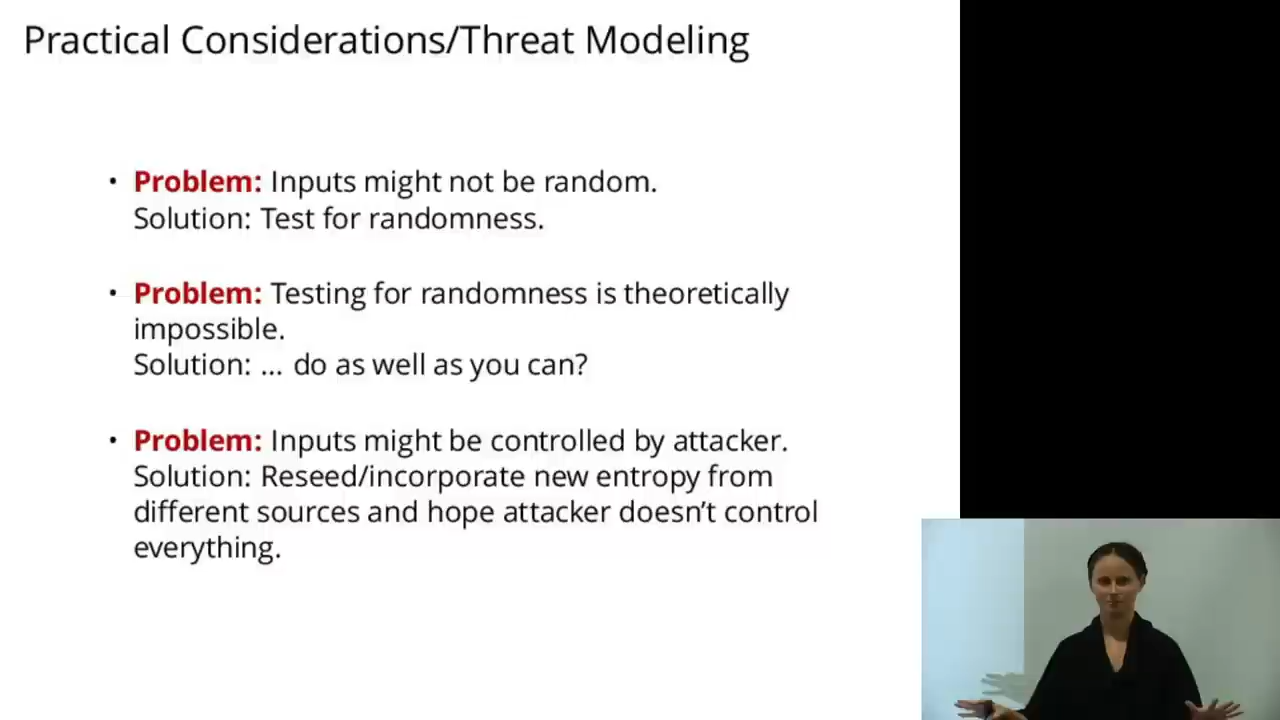 Practical Considerations/Threat Modeling
• Problem: Inputs might not be random.
Solution: Test for randomness.
• Problem: Testing for randomness is theoretically
impossible.
Solution: ... do as well as you can?
• Problem: Inputs might be controlled by attacker.
Solution: Reseed/incorporate new entropy from
different sources and hope attacker doesn’t control
everything.